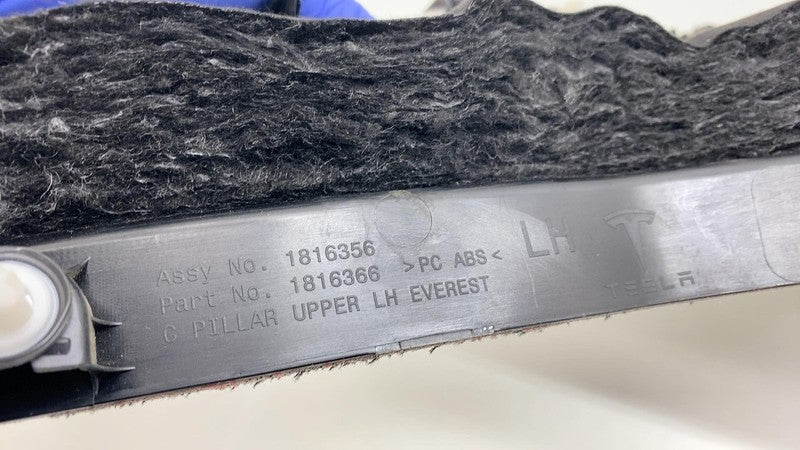 Assy No. 1816356
Part No. 1816366 >PC ABS<
C PILLAR UPPER LH EVEREST
LH
TESLA